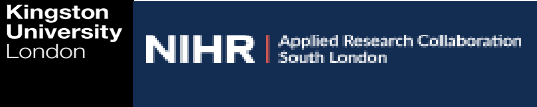 Kingston
University
London
NIHR
Applied Research Collaboration
South London